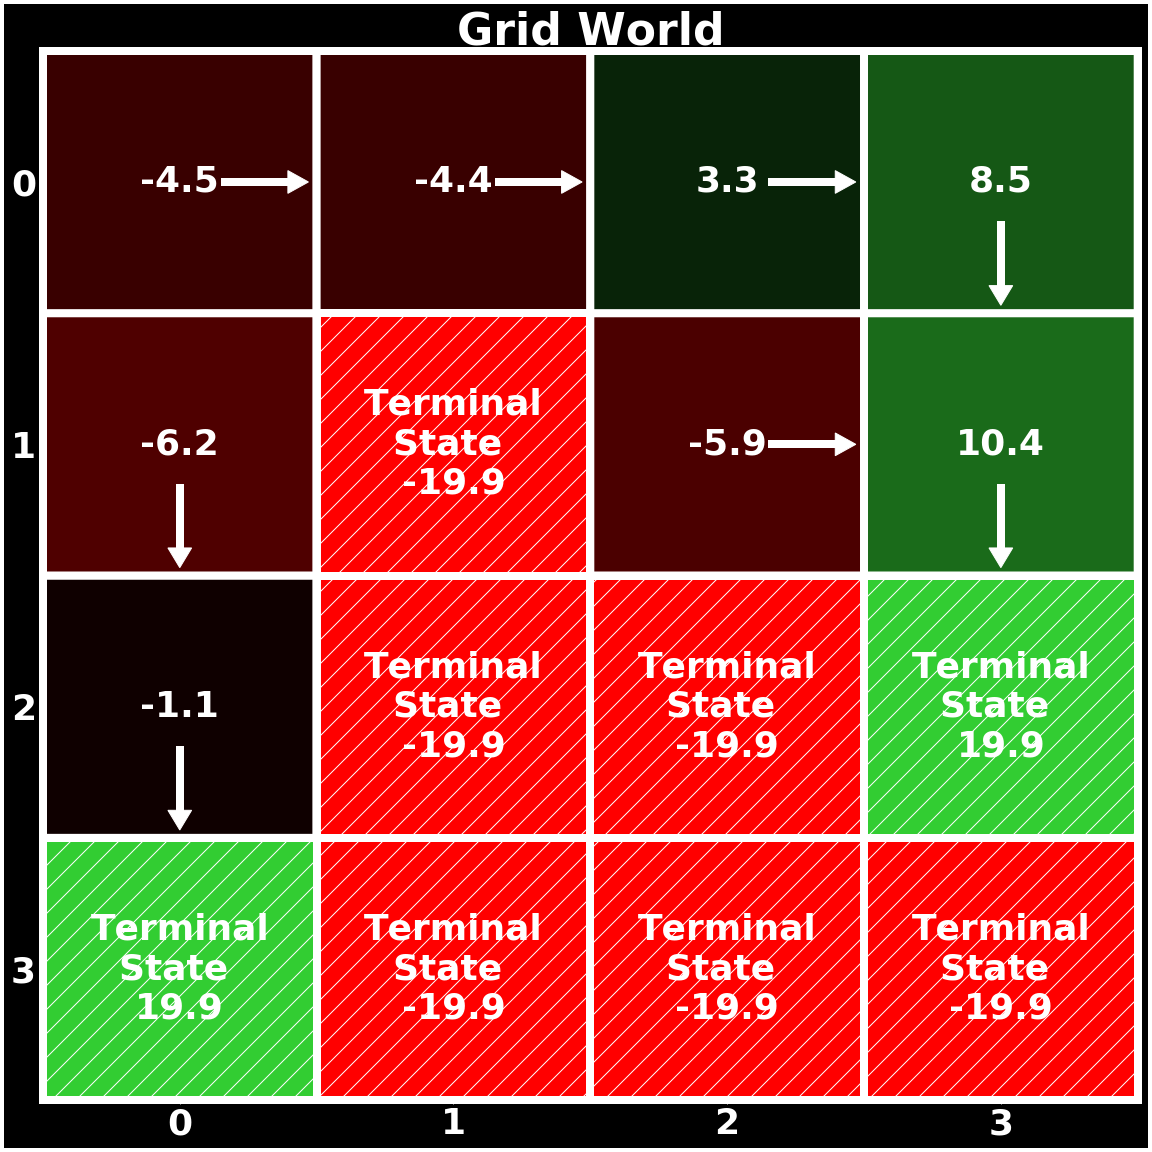 Grid World
0
-4.5
-4.4
3.3
8.5
1
-6.2
Terminal
State
-19.9
-5.9
10.4
2
-1.1
Terminal
State
-19.9
Terminal
State
-19.9
Terminal
State
19.9
3
Terminal
State
19.9
Terminal
State
-19.9
Terminal
State
-19.9
Terminal
State
-19.9
0
1
2
3